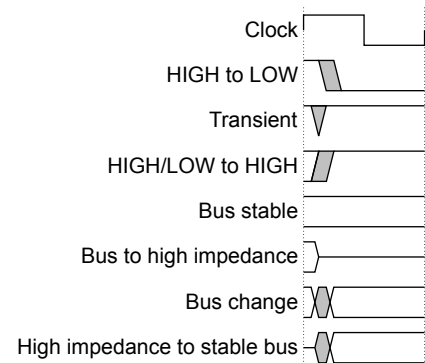 Clock
HIGH to LOW
Transient
HIGH/LOW to HIGH
Bus stable
Bus to high impedance
Bus change
High impedance to stable bus